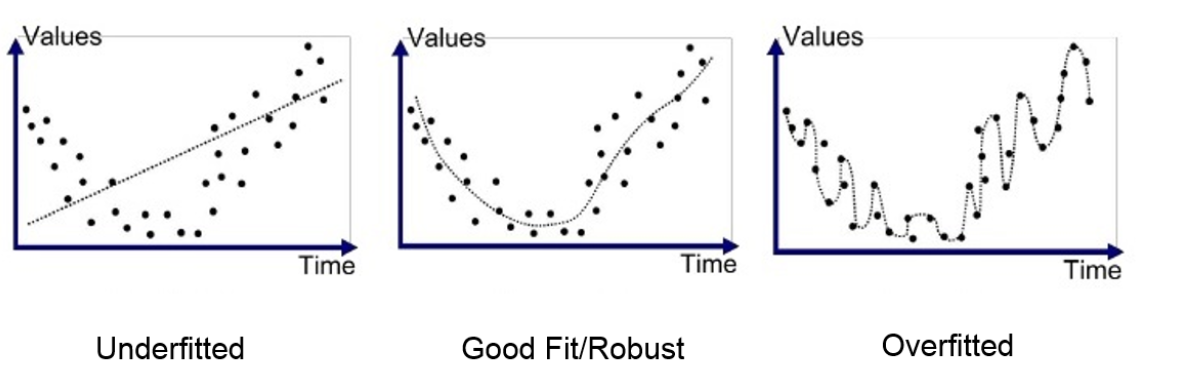 Values
Time
Underfitted
Values
Time
Good Fit/Robust
Values
Time
Overfitted